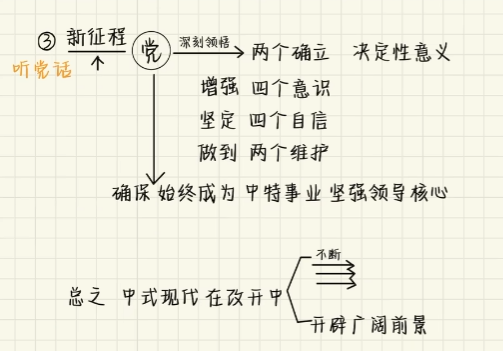 ③ 新征程 党 深刻领悟 两个确立 决定性意义
听党话
增强 四个意识
坚定 四个自信
做到 两个维护
确保 始终成为 中特事业 坚强领导核心
不断
总之 中式现代 在改开中
开辟广阔前景